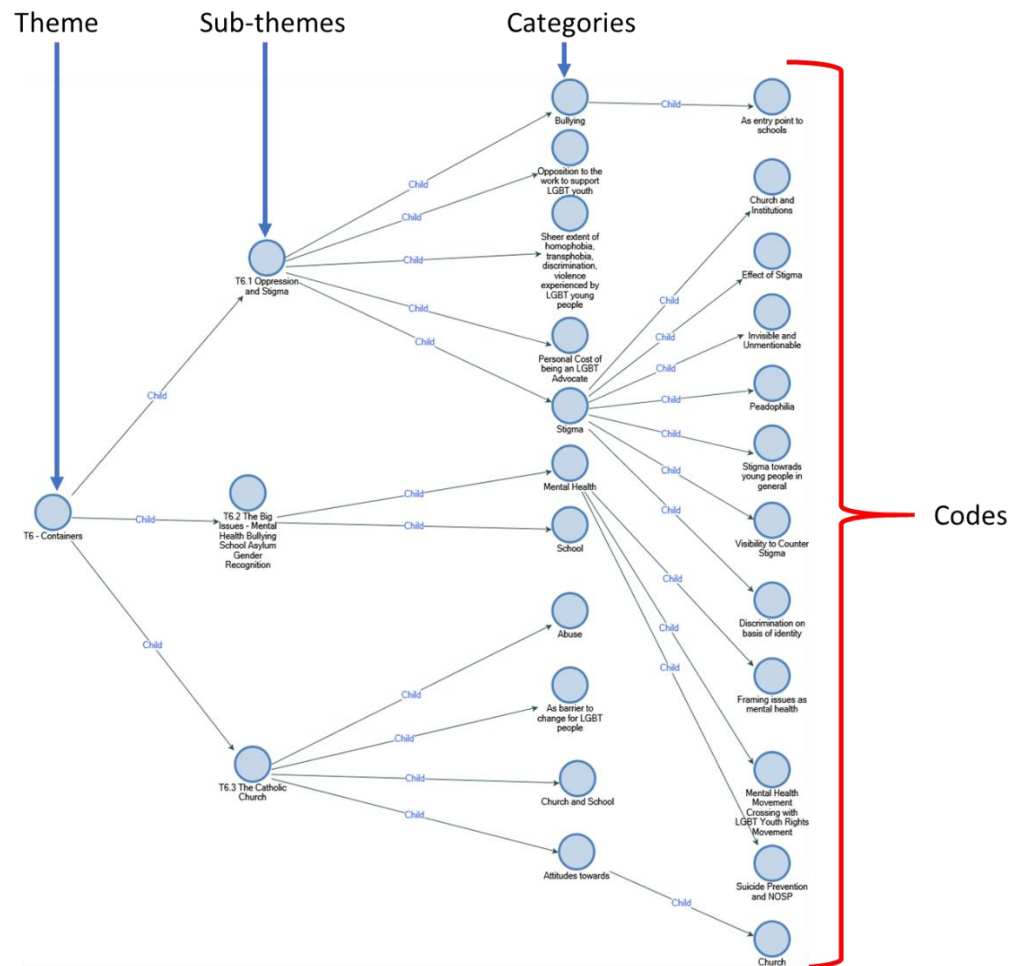 Theme
Sub-themes
Categories
Child
Bullying
As entry point to
schools
Child
Opposition to the
work to support
LGBT youth
Child
Church and
Institutions
Child
Sheer extent of
homophobia,
transphobia,
discrimination,
violence
experienced by
LGBT young
people
T6.1 Oppression
and Stigma
Child
Effect of Stigma
Child
Child
Child
Personal Cost of
being an LGBT
Advocate
Child
Invisible and
Unmentionable
Child
Child
Stigma
Child
Peadophilia
Child
Stigma towrads
young people in
general
Child
Mental Health
Child
T6 - Containers
Child
T6.2 The Big
Issues - Mental
Health Bullying
School Asylum
Gender
Recognition
Child
School
Child
Visibility to Counter
Stigma
Codes
Child
Child
Discrimination on
basis of identity
Child
Abuse
Child
Child
Child
Framing issues as
mental health
Child
As barrier to
change for LGBT
people
T6.3 The Catholic
Church
Child
Church and School
Mental Health
Movement
Crossing with
LGBT Youth Rights
Movement
Child
Attitudes towards
Suicide Prevention
and NOSP
Child
Church